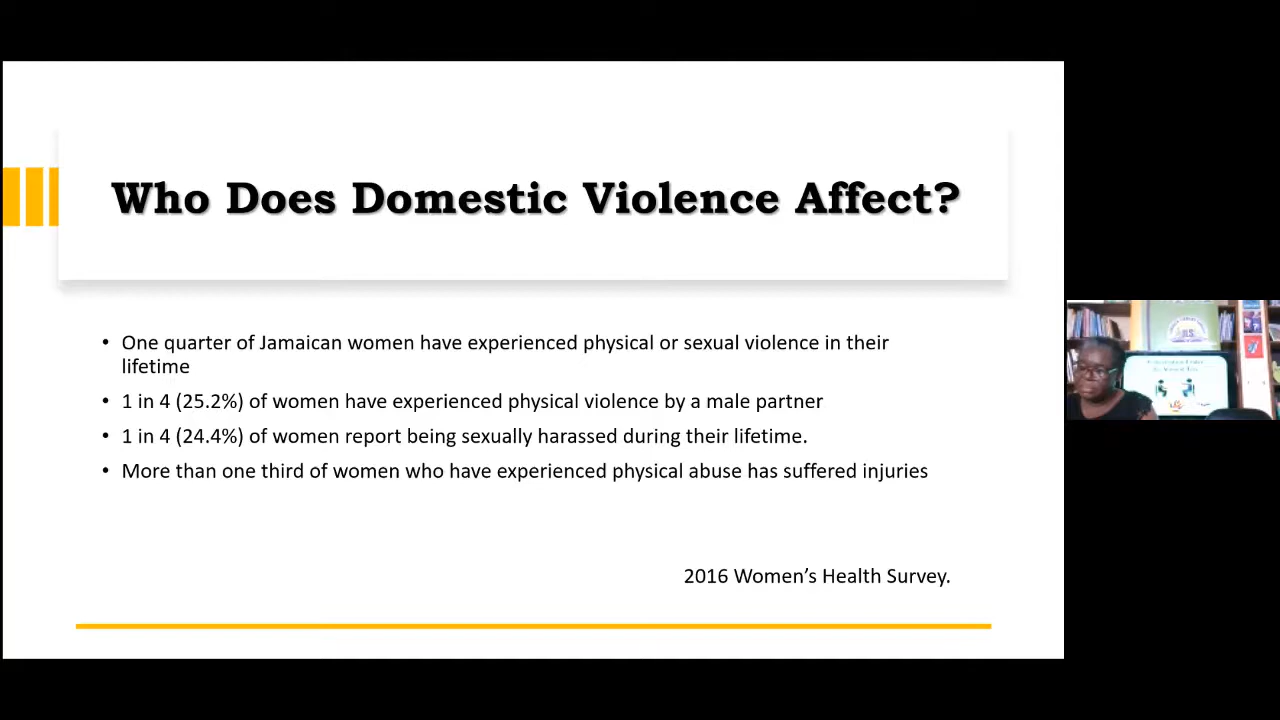 Who Does Domestic Violence Affect?
• One quarter of Jamaican women have experienced physical or sexual violence in their
lifetime
• 1 in 4 (25.2%) of women have experienced physical violence by a male partner
• 1 in 4 (24.4%) of women report being sexually harassed during their lifetime.
• More than one third of women who have experienced physical abuse has suffered injuries
2016 Women’s Health Survey.